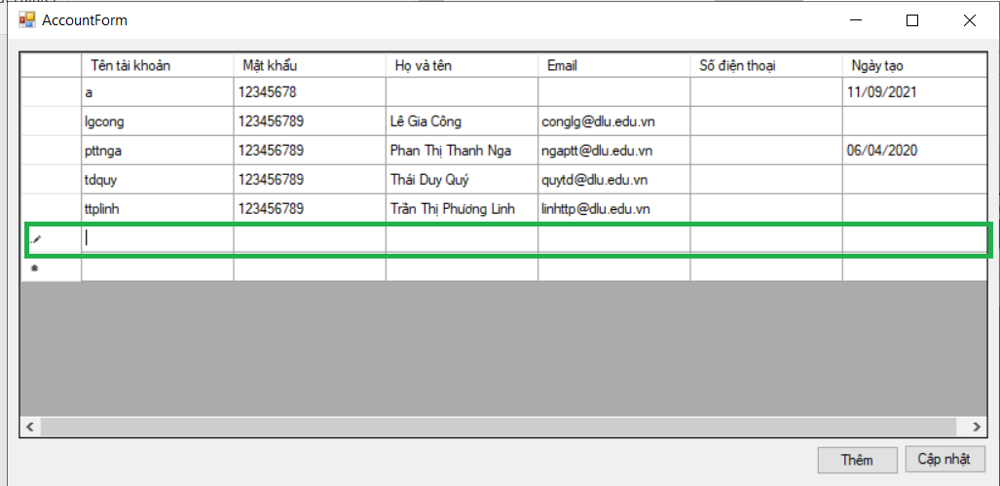 AccountForm
Tên tài khoản Mật khẩu Họ và tên Email Số điện thoại Ngày tạo
a 12345678 11/09/2021
lgcong 123456789 Lê Gia Công conglg@dlu.edu.vn
pttnga 123456789 Phan Thị Thanh Nga ngaptt@dlu.edu.vn 06/04/2020
tdquy 123456789 Thái Duy Quý quytd@dlu.edu.vn
ttplinh 123456789 Trần Thị Phương Linh linhttp@dlu.edu.vn
Thêm Cập nhật